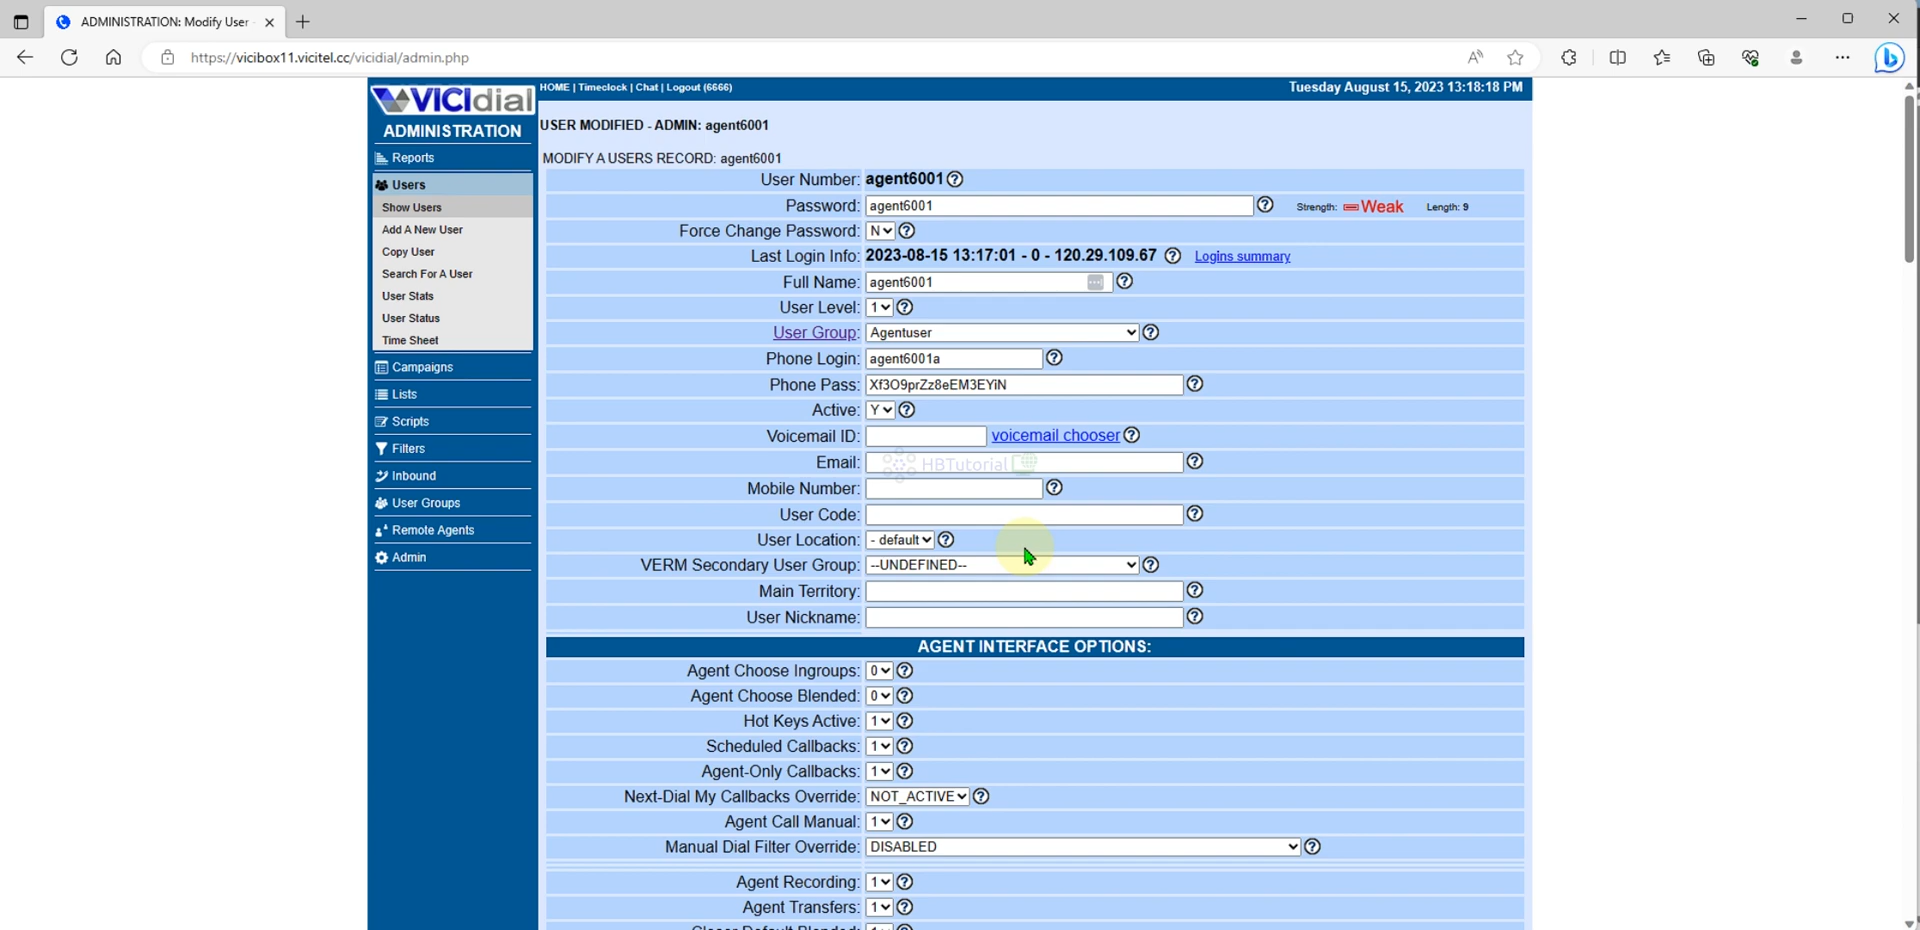 ADMINISTRATION: Modify User
https://vicibox11.vicitel.cc/vicidial/admin.php
VICIdial
HOME | Timeclock | Chat | Logout (6666)
Tuesday August 15, 2023 13:18:18 PM
ADMINISTRATION
USER MODIFIED - ADMIN: agent6001
Reports
MODIFY A USERS RECORD: agent6001
Users
Show Users
Add A New User
Copy User
Search For A User
User Stats
User Status
Time Sheet
Campaigns
Lists
Scripts
Filters
Inbound
User Groups
Remote Agents
Admin
User Number: agent6001
Password: agent6001 Strength: Weak Length: 9
Force Change Password: N
Last Login Info: 2023-08-15 13:17:01 - 0 - 120.29.109.67 Logins summary
Full Name: agent6001
User Level: 1
User Group: Agentuser
Phone Login: agent6001a
Phone Pass: Xf3O9prZz8eEM3EYiN
Active: Y
Voicemail ID: voicemail chooser
Email:
HBTutorial
Mobile Number:
User Code:
User Location: - default
VERM Secondary User Group: --UNDEFINED--
Main Territory:
User Nickname:
AGENT INTERFACE OPTIONS:
Agent Choose Ingroups: 0
Agent Choose Blended: 0
Hot Keys Active: 1
Scheduled Callbacks: 1
Agent-Only Callbacks: 1
Next-Dial My Callbacks Override: NOT_ACTIVE
Agent Call Manual: 1
Manual Dial Filter Override: DISABLED
Agent Recording: 1
Agent Transfers: 1
Closer Default Blended: